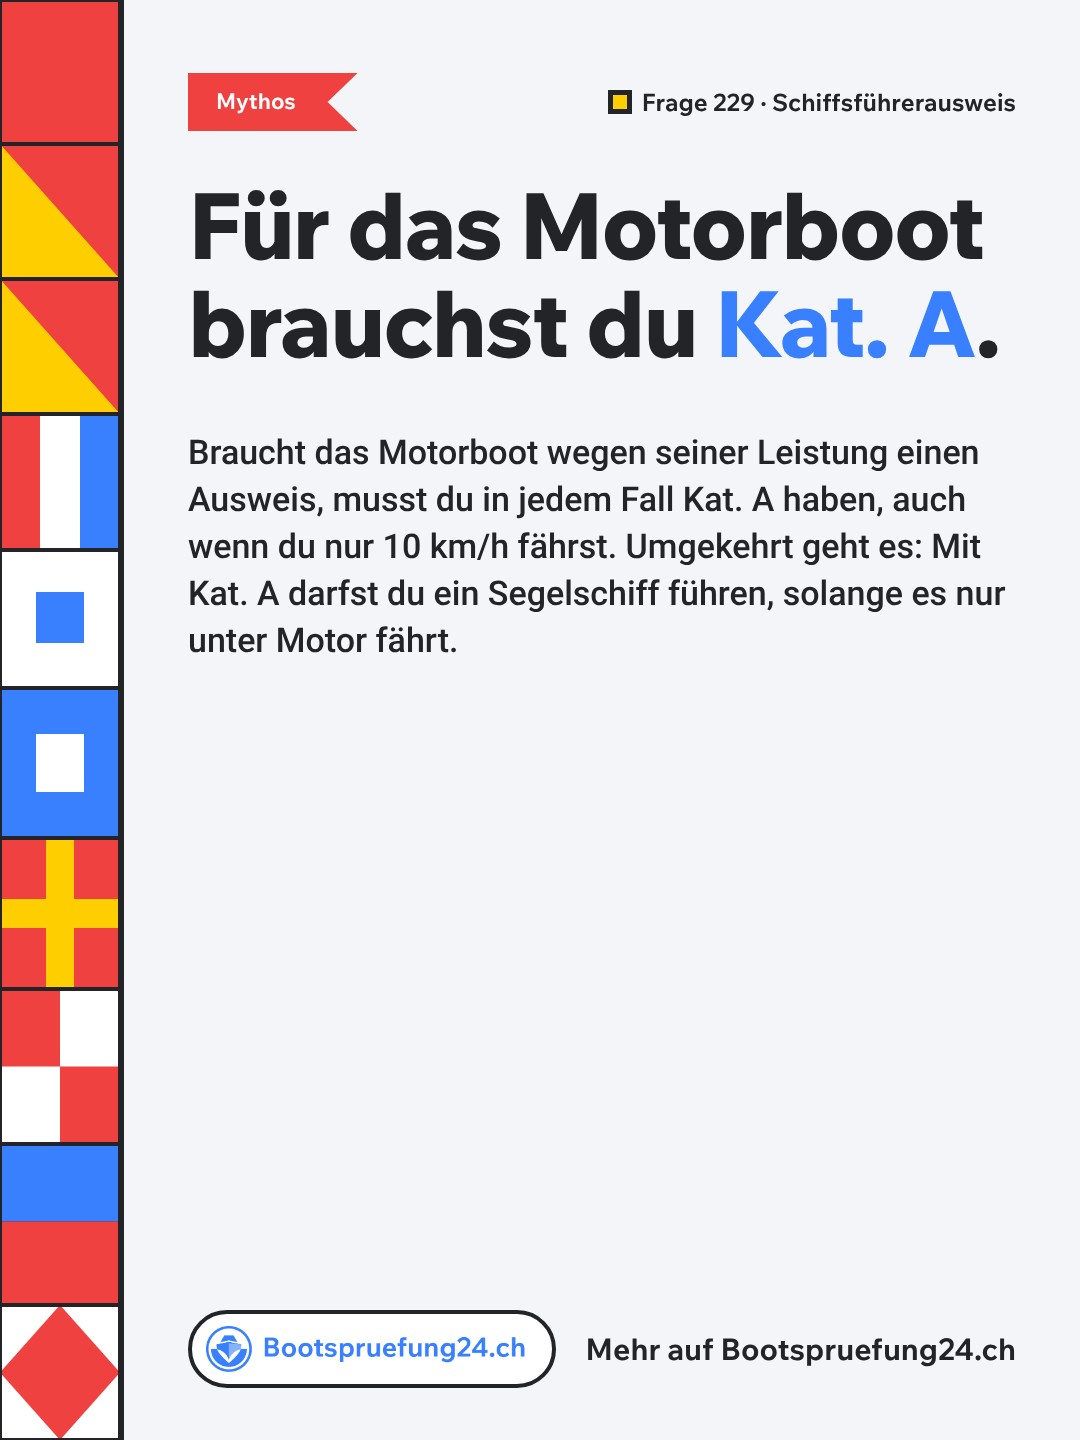 Mythos
Frage 229 · Schiffsführerausweis
Für das Motorboot
brauchst du Kat. A.
Braucht das Motorboot wegen seiner Leistung einen
Ausweis, musst du in jedem Fall Kat. A haben, auch
wenn du nur 10 km/h fährst. Umgekehrt geht es: Mit
Kat. A darfst du ein Segelschiff führen, solange es nur
unter Motor fährt.
Bootspruefung24.ch
Mehr auf Bootspruefung24.ch